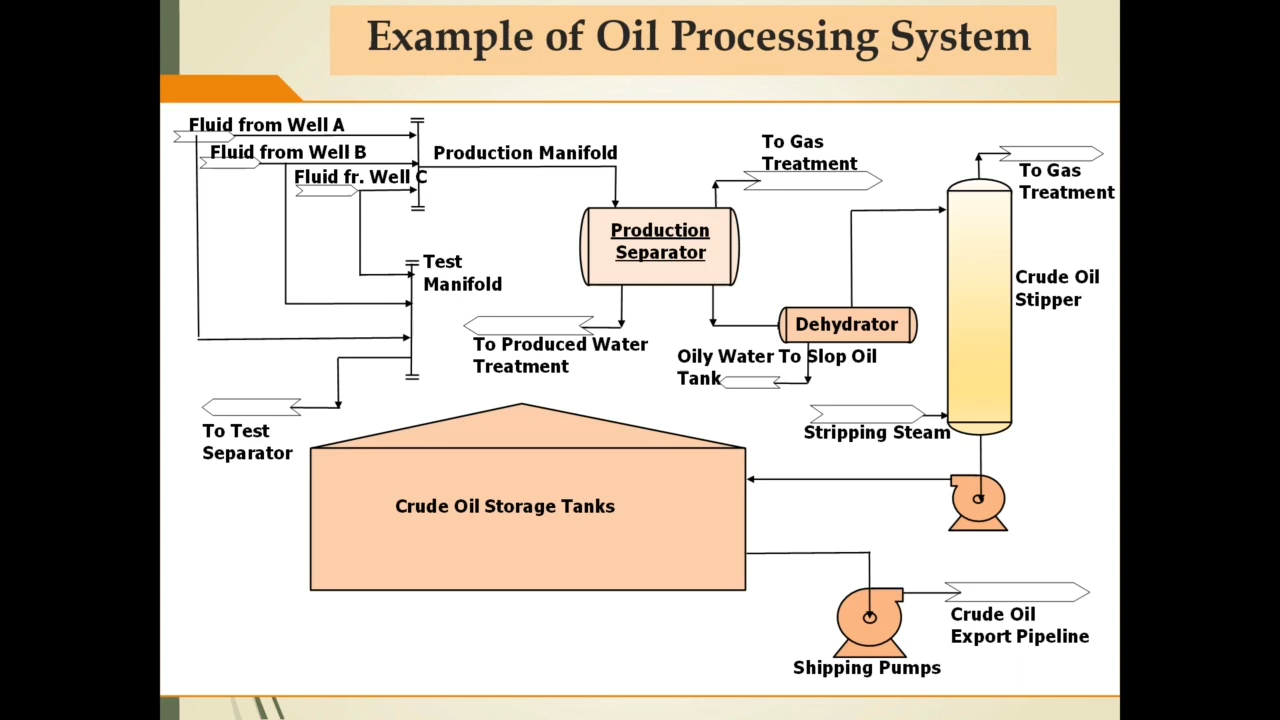 Example of Oil Processing System
Fluid from Well A
Fluid from Well B
Fluid fr. Well C
Production Manifold
To Gas
Treatment
To Gas
Treatment
Production
Separator
Test
Manifold
Crude Oil
Stipper
Dehydrator
To Produced Water
Treatment
Oily Water To Slop Oil
Tank
Stripping Steam
To Test
Separator
Crude Oil Storage Tanks
Crude Oil
Export Pipeline
Shipping Pumps